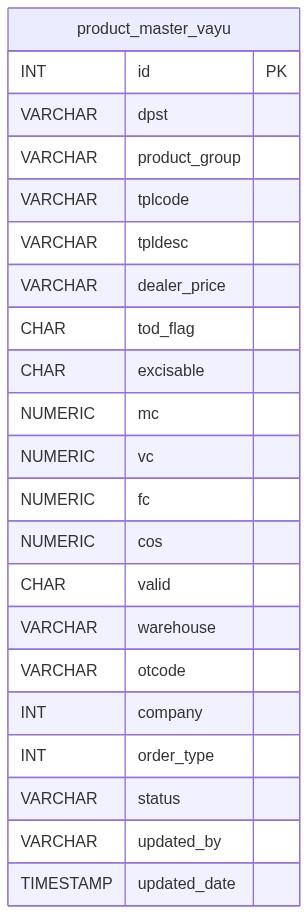 product_master_vayu
INT id PK
VARCHAR dpst
VARCHAR product_group
VARCHAR tplcode
VARCHAR tpldesc
VARCHAR dealer_price
CHAR tod_flag
CHAR excisable
NUMERIC mc
NUMERIC vc
NUMERIC fc
NUMERIC cos
CHAR valid
VARCHAR warehouse
VARCHAR otcode
INT company
INT order_type
VARCHAR status
VARCHAR updated_by
TIMESTAMP updated_date